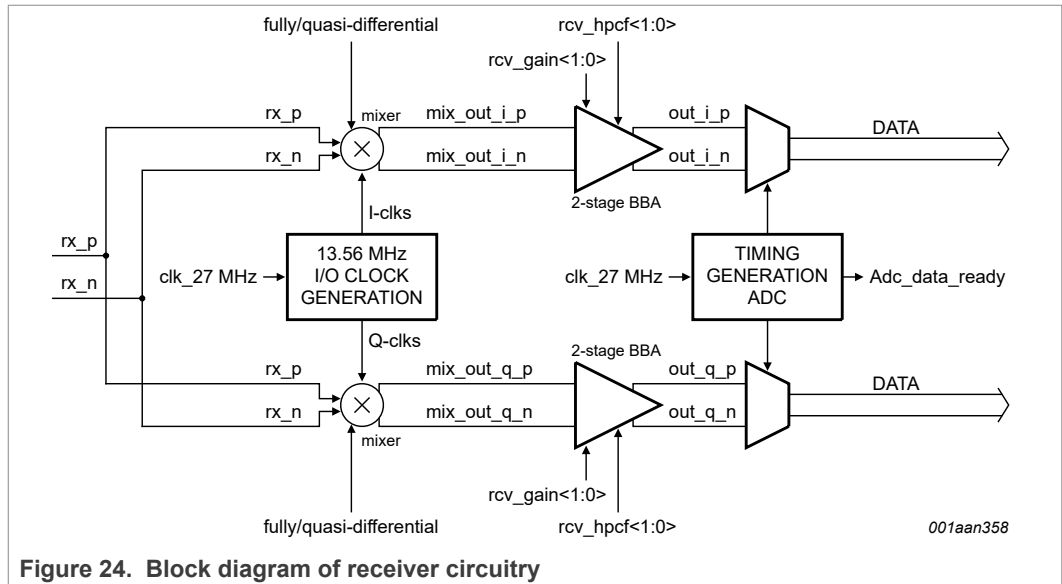 fully/quasi-differential
rcv_hpcf<1:0>
rcv_gain<1:0>
rx_p
mixer
mix_out_i_p
out_i_p
DATA
rx_n
mix_out_i_n
out_i_n
2-stage BBA
I-clks
rx_p
rx_n
clk_27 MHz
13.56 MHz
I/O CLOCK
GENERATION
clk_27 MHz
TIMING
GENERATION
ADC
Adc_data_ready
Q-clks
2-stage BBA
rx_p
mix_out_q_p
out_q_p
DATA
rx_n
mix_out_q_n
out_q_n
mixer
rcv_gain<1:0>
fully/quasi-differential
rcv_hpcf<1:0>
001aan358
Figure 24. Block diagram of receiver circuitry